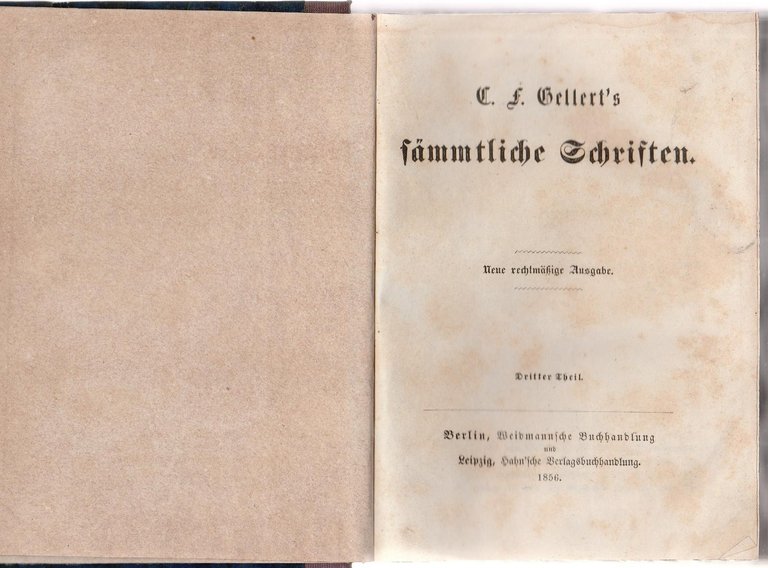 C. F. Gellert's
sämmtliche Schriften.
Neue rechtmäßige Ausgabe.
Dritter Theil.
Berlin, Weidmannsche Buchhandlung
und
Leipzig, Hahn'sche Verlagsbuchhandlung.
1856.